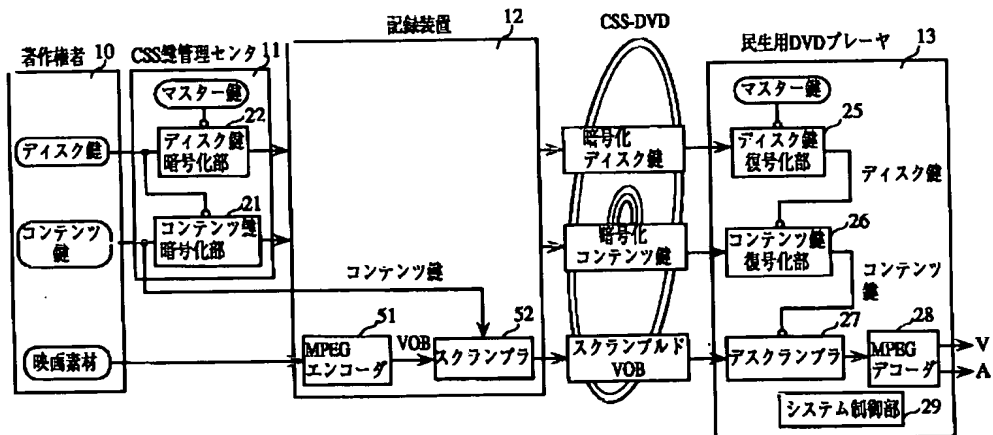 著作権者
10
CSS鍵管理センタ
11
記録装置
12
CSS-DVD
民生用DVDプレーヤ
13
マスター鍵
22
ディスク鍵
ディスク鍵
暗号化部
21
コンテンツ
鍵
コンテンツ鍵
暗号化部
コンテンツ鍵
映画素材
51
MPEG
エンコーダ
VOB
52
スクランブラ
暗号化
ディスク鍵
暗号化
コンテンツ鍵
スクランブルド
VOB
マスター鍵
25
ディスク鍵
復号化部
ディスク鍵
26
コンテンツ鍵
復号化部
コンテンツ
鍵
27
デスクランブラ
28
MPEG
デコーダ
V
A
システム制御部
29